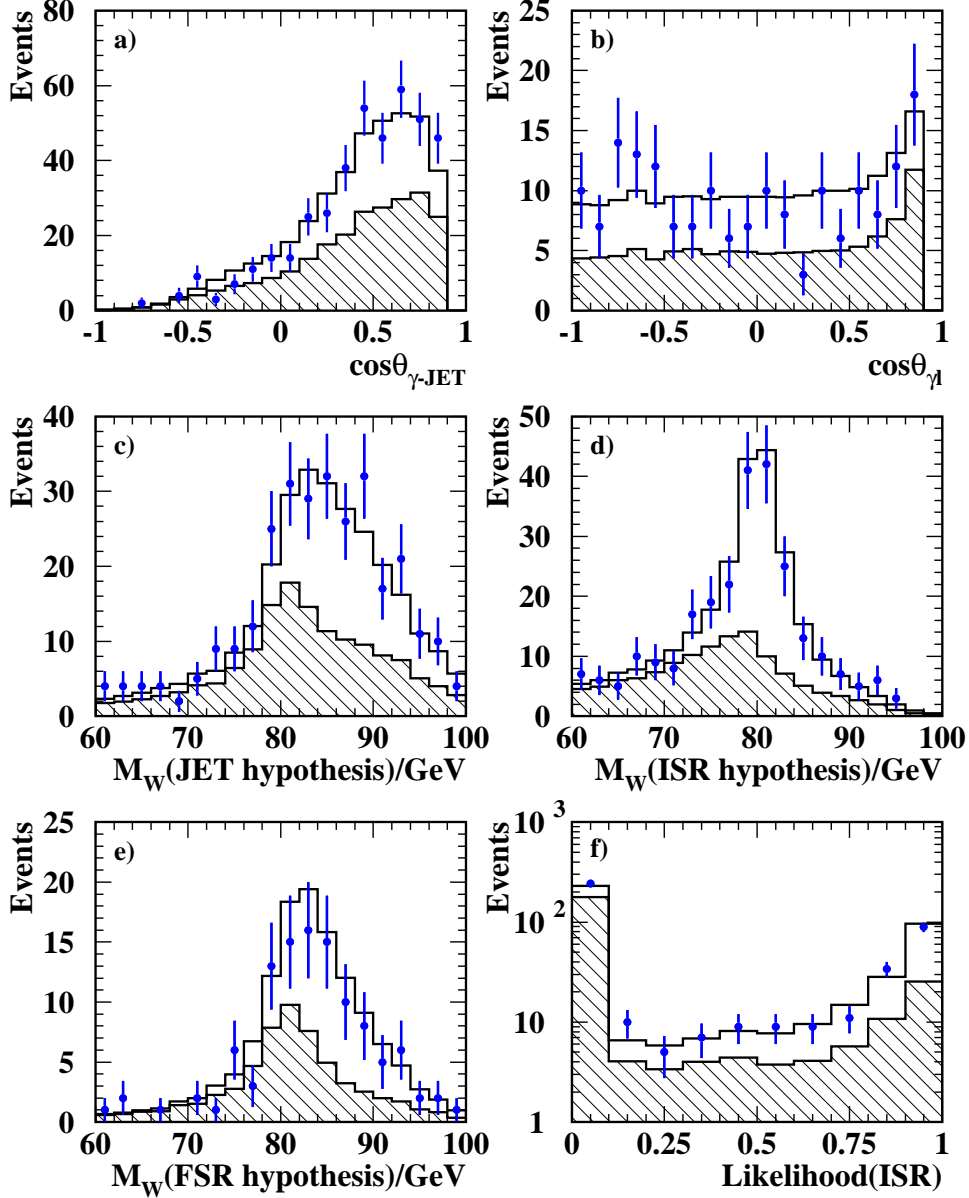 Events
a)
80
60
40
20
0
-1 -0.5 0 0.5 1
cosθγ-JET
Events
b)
25
20
15
10
5
0
-1 -0.5 0 0.5 1
cosθγl
Events
c)
40
30
20
10
0
60 70 80 90 100
MW(JET hypothesis)/GeV
Events
d)
50
40
30
20
10
0
60 70 80 90 100
MW(ISR hypothesis)/GeV
Events
e)
25
20
15
10
5
0
60 70 80 90 100
MW(FSR hypothesis)/GeV
Events
f)
10 3
10 2
10
1
0 0.25 0.5 0.75 1
Likelihood(ISR)